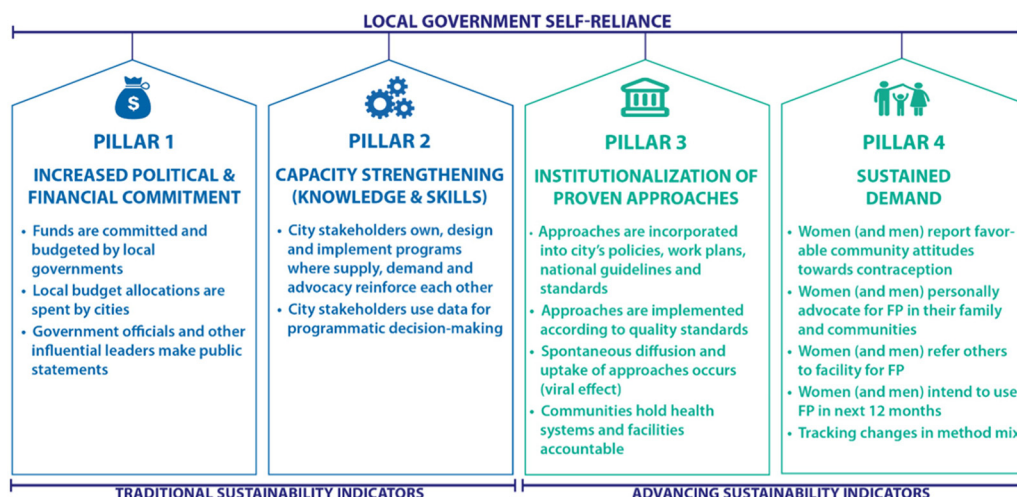 LOCAL GOVERNMENT SELF-RELIANCE
$
PILLAR 1
INCREASED POLITICAL &
FINANCIAL COMMITMENT
• Funds are committed and
budgeted by local
governments
• Local budget allocations are
spent by cities
• Government officials and other
influential leaders make public
statements
PILLAR 2
CAPACITY STRENGTHENING
(KNOWLEDGE & SKILLS)
• City stakeholders own, design
and implement programs
where supply, demand and
advocacy reinforce each other
• City stakeholders use data for
programmatic decision-making
PILLAR 3
INSTITUTIONALIZATION OF
PROVEN APPROACHES
• Approaches are incorporated
into city's policies, work plans,
national guidelines and
standards
• Approaches are implemented
according to quality standards
• Spontaneous diffusion and
uptake of approaches occurs
(viral effect)
• Communities hold health
systems and facilities
accountable
PILLAR 4
SUSTAINED
DEMAND
• Women (and men) report favor-
able community attitudes
towards contraception
• Women (and men) personally
advocate for FP in their family
and communities
• Women (and men) refer others
to facility for FP
• Women (and men) intend to use
FP in next 12 months
• Tracking changes in method mix
TRADITIONAL SUSTAINABILITY INDICATORS
ADVANCING SUSTAINABILITY INDICATORS